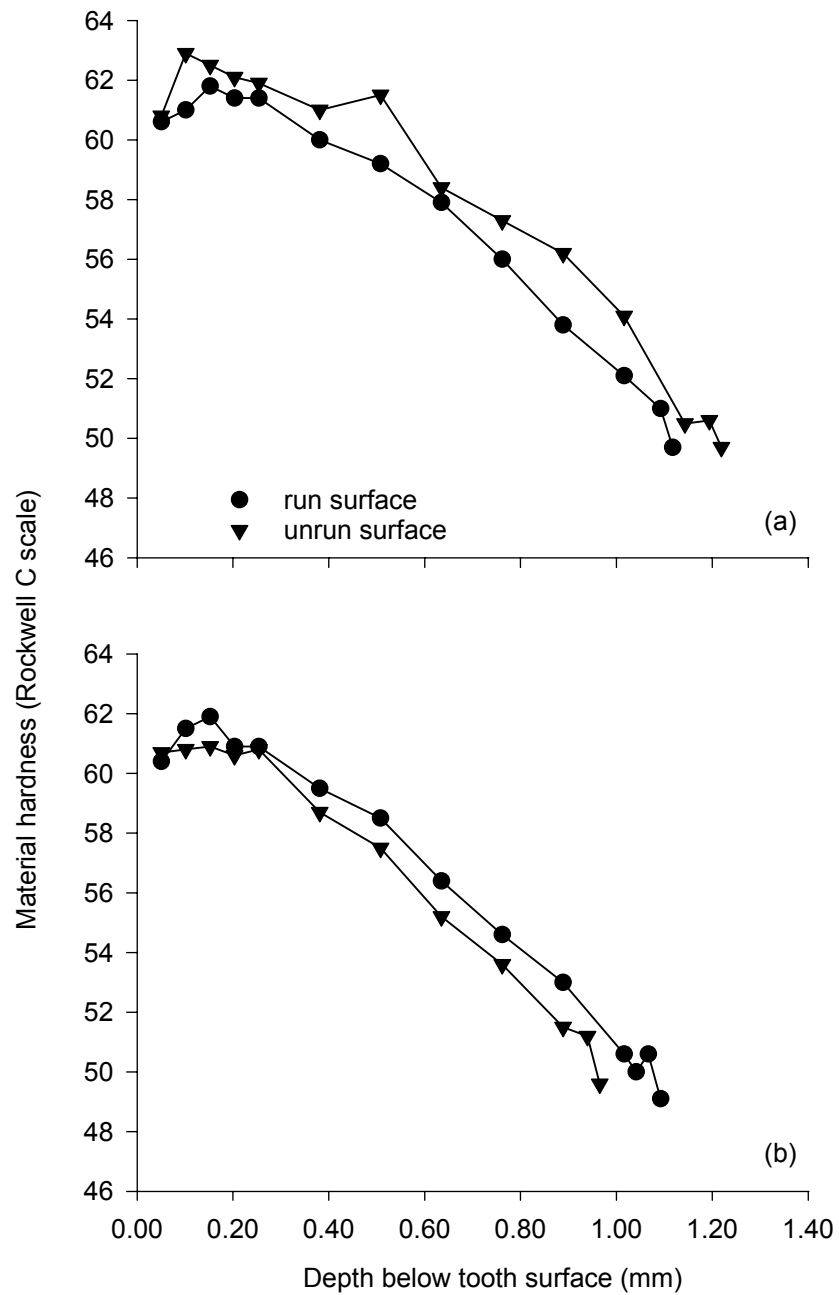 64
62
60
58
56
54
52
50
48
46
run surface
unrun surface
(a)
Material hardness (Rockwell C scale)
64
62
60
58
56
54
52
50
48
46
(b)
0.00 0.20 0.40 0.60 0.80 1.00 1.20 1.40
Depth below tooth surface (mm)